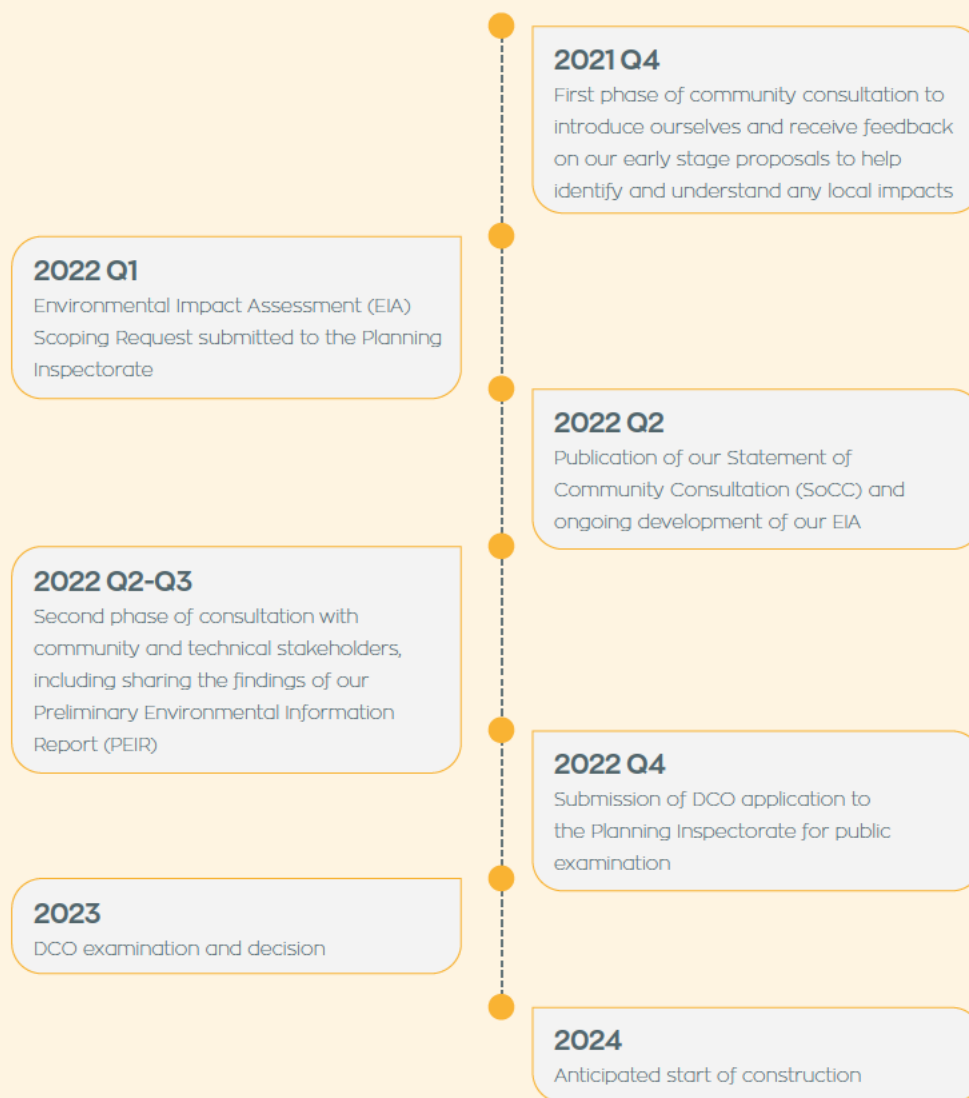 2021 Q4
First phase of community consultation to
introduce ourselves and receive feedback
on our early stage proposals to help
identify and understand any local impacts
2022 Q1
Environmental Impact Assessment (EIA)
Scoping Request submitted to the Planning
Inspectorate
2022 Q2
Publication of our Statement of
Community Consultation (SoCC) and
ongoing development of our EIA
2022 Q2-Q3
Second phase of consultation with
community and technical stakeholders,
including sharing the findings of our
Preliminary Environmental Information
Report (PEIR)
2022 Q4
Submission of DCO application to
the Planning Inspectorate for public
examination
2023
DCO examination and decision
2024
Anticipated start of construction